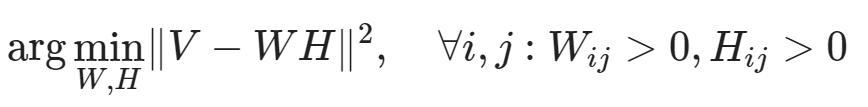 arg min_{W,H} ‖V − WH‖², ∀i, j : W_{ij} > 0, H_{ij} > 0